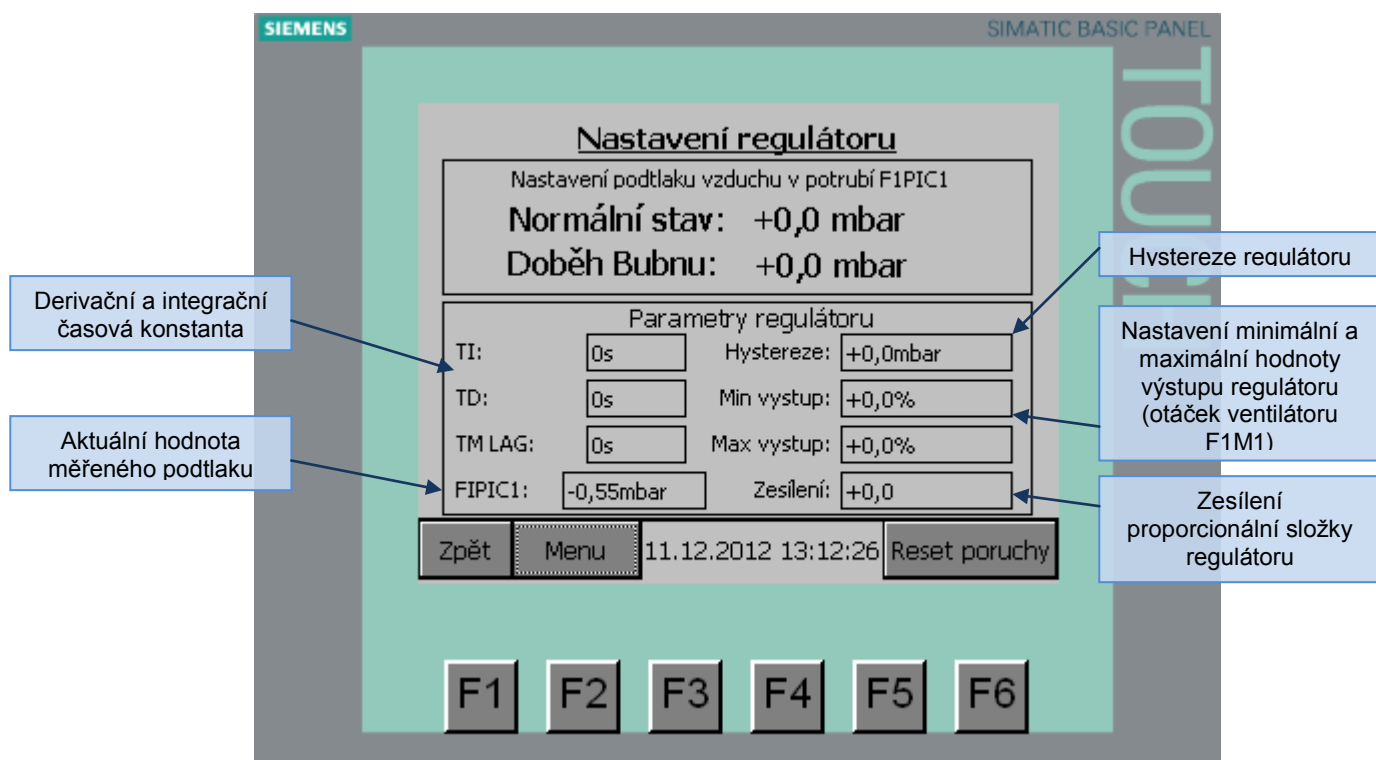 SIEMENS
SIMATIC BASIC PANEL
TOUCH
Nastavení regulátoru
Nastavení podtlaku vzduchu v potrubí F1PIC1
Normální stav: +0,0 mbar
Doběh Bubnu: +0,0 mbar
Parametry regulátoru
TI: 0s Hystereze: +0,0mbar
TD: 0s Min vystup: +0,0%
TM LAG: 0s Max vystup: +0,0%
FIPIC1: -0,55mbar Zesílení: +0,0
Zpět Menu 11.12.2012 13:12:26 Reset poruchy
F1 F2 F3 F4 F5 F6
Derivační a integrační
časová konstanta
Aktuální hodnota
měřeného podtlaku
Hystereze regulátoru
Nastavení minimální a
maximální hodnoty
výstupu regulátoru
(otáček ventilátoru
F1M1)
Zesílení
proporcionální složky
regulátoru